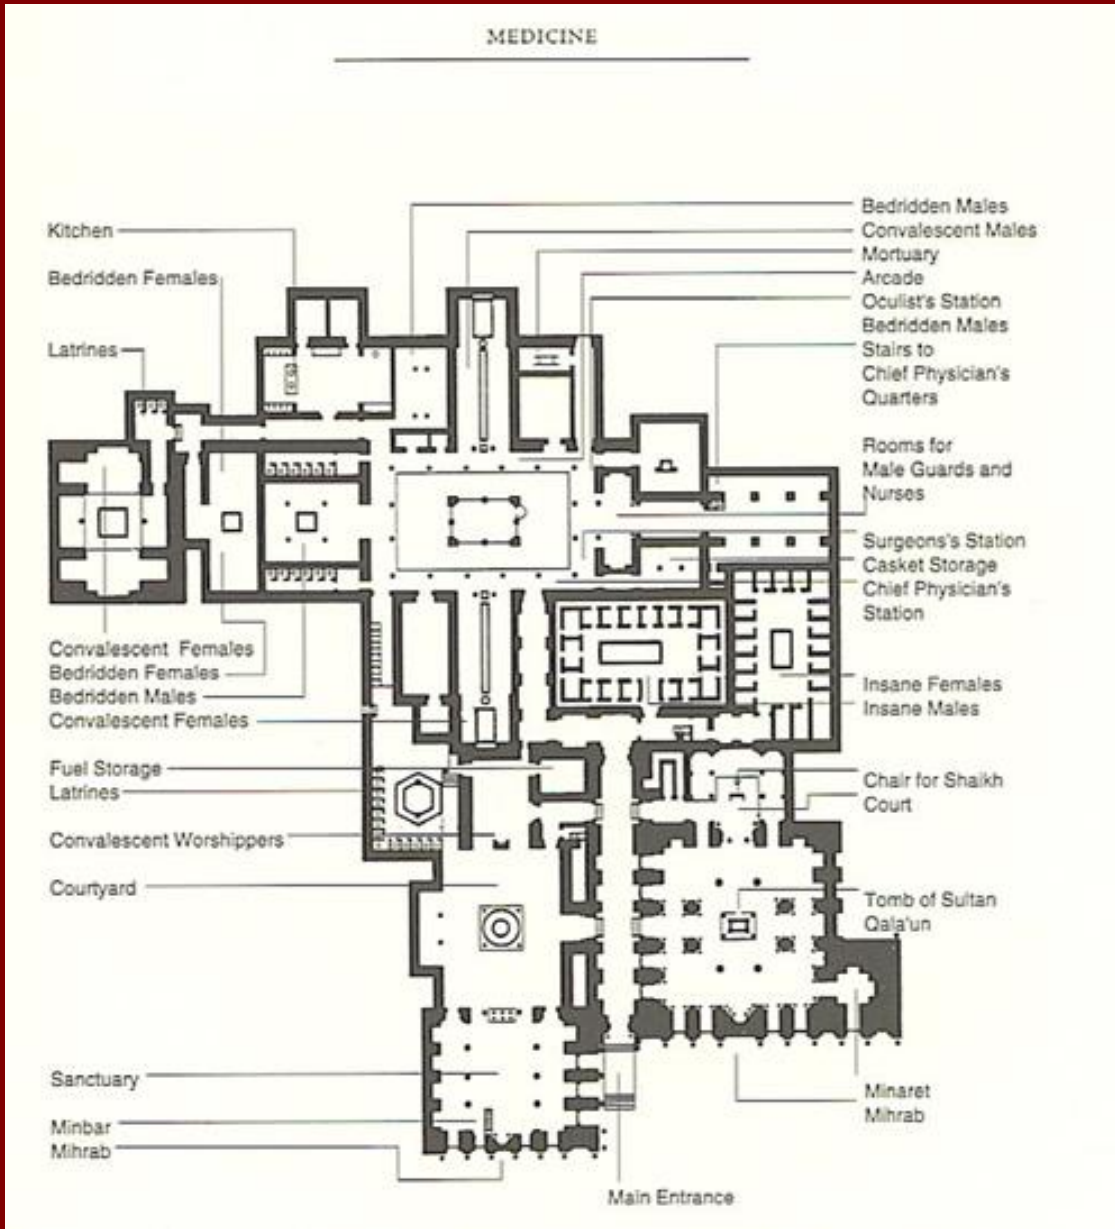 MEDICINE
Kitchen
Bedridden Females
Latrines
Convalescent Females
Bedridden Females
Bedridden Males
Convalescent Females
Fuel Storage
Latrines
Convalescent Worshippers
Courtyard
Sanctuary
Minbar
Mihrab
Bedridden Males
Convalescent Males
Mortuary
Arcade
Oculist's Station
Bedridden Males
Stairs to
Chief Physician's
Quarters
Rooms for
Male Guards and
Nurses
Surgeons's Station
Casket Storage
Chief Physician's
Station
Insane Females
Insane Males
Chair for Shaikh
Court
Tomb of Sultan
Qala'un
Minaret
Mihrab
Main Entrance